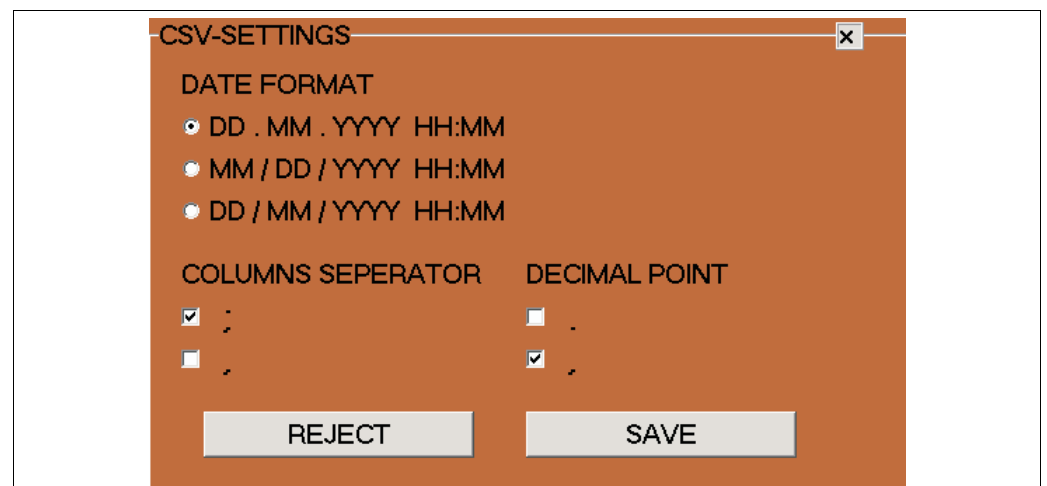 CSV-SETTINGS
DATE FORMAT
DD . MM . YYYY HH:MM
MM / DD / YYYY HH:MM
DD / MM / YYYY HH:MM
COLUMNS SEPERATOR DECIMAL POINT
; .
, ,
REJECT SAVE